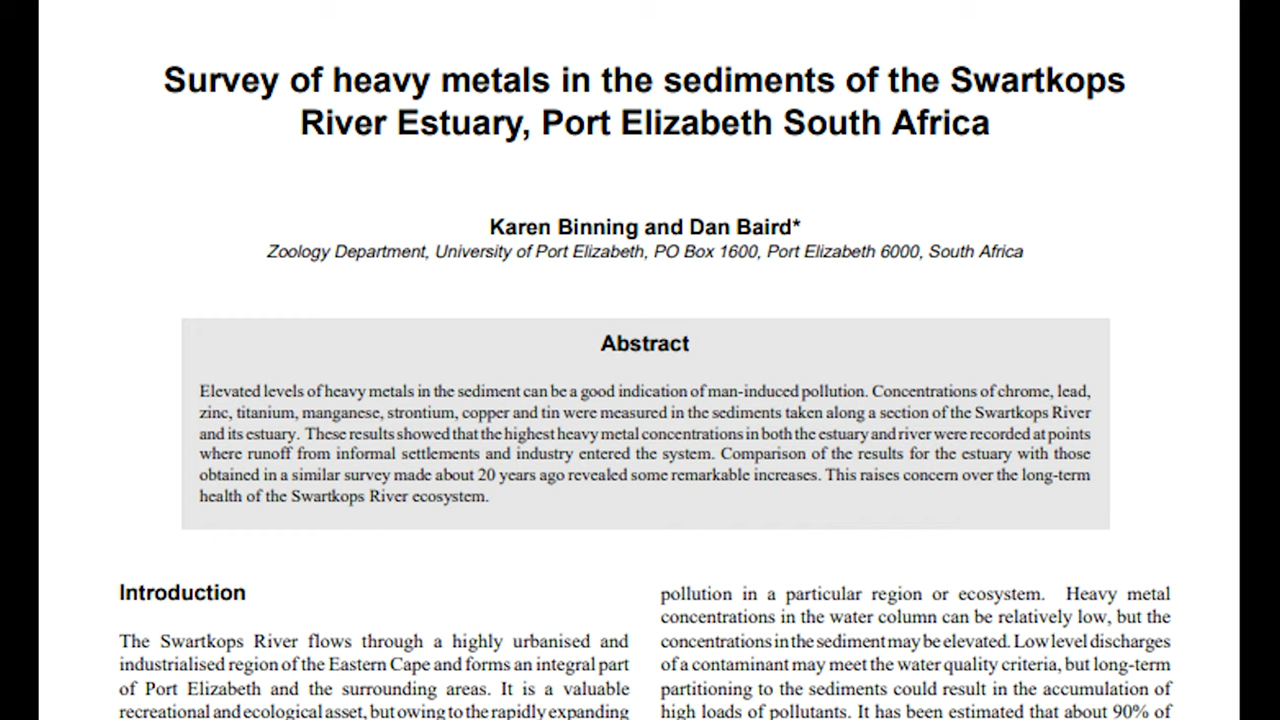 Survey of heavy metals in the sediments of the Swartkops
River Estuary, Port Elizabeth South Africa
Karen Binning and Dan Baird*
Zoology Department, University of Port Elizabeth, PO Box 1600, Port Elizabeth 6000, South Africa
Abstract
Elevated levels of heavy metals in the sediment can be a good indication of man-induced pollution. Concentrations of chrome, lead,
zinc, titanium, manganese, strontium, copper and tin were measured in the sediments taken along a section of the Swartkops River
and its estuary. These results showed that the highest heavy metal concentrations in both the estuary and river were recorded at points
where runoff from informal settlements and industry entered the system. Comparison of the results for the estuary with those
obtained in a similar survey made about 20 years ago revealed some remarkable increases. This raises concern over the long-term
health of the Swartkops River ecosystem.
Introduction
The Swartkops River flows through a highly urbanised and
industrialised region of the Eastern Cape and forms an integral part
of Port Elizabeth and the surrounding areas. It is a valuable
recreational and ecological asset, but owing to the rapidly expanding
pollution in a particular region or ecosystem. Heavy metal
concentrations in the water column can be relatively low, but the
concentrations in the sediment may be elevated. Low level discharges
of a contaminant may meet the water quality criteria, but long-term
partitioning to the sediments could result in the accumulation of
high loads of pollutants. It has been estimated that about 90% of